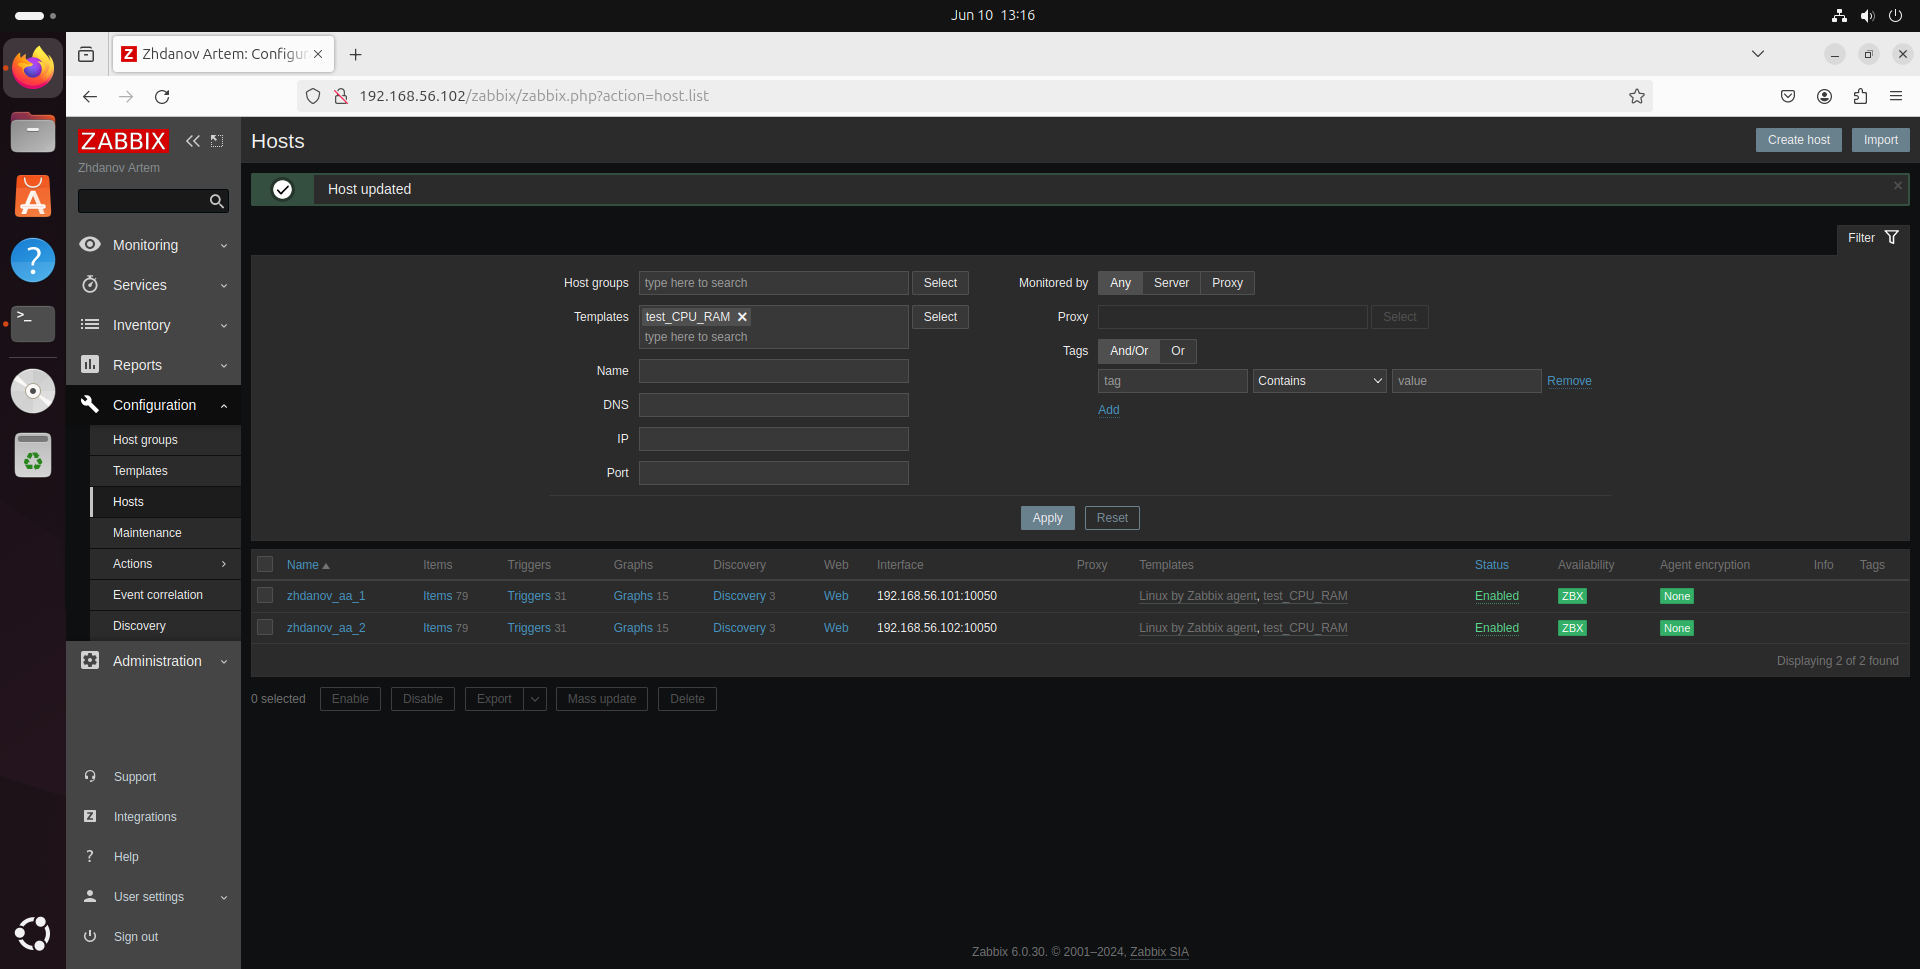 Jun 10 13:16
Zhdanov Artem: Configur
192.168.56.102/zabbix/zabbix.php?action=host.list
ZABBIX
Zhdanov Artem
Monitoring
Services
Inventory
Reports
Configuration
Host groups
Templates
Hosts
Maintenance
Actions
Event correlation
Discovery
Administration
Support
Integrations
Help
User settings
Sign out
Hosts
Create host Import
Host updated
Filter
Host groups type here to search Select
Templates test_CPU_RAM Select
type here to search
Name
DNS
IP
Port
Monitored by Any Server Proxy
Proxy Select
Tags And/Or Or
tag Contains value Remove
Add
Apply Reset
Name Items Triggers Graphs Discovery Web Interface Proxy Templates Status Availability Agent encryption Info Tags
zhdanov_aa_1 Items 79 Triggers 31 Graphs 15 Discovery 3 Web 192.168.56.101:10050 Linux by Zabbix agent, test_CPU_RAM Enabled ZBX None
zhdanov_aa_2 Items 79 Triggers 31 Graphs 15 Discovery 3 Web 192.168.56.102:10050 Linux by Zabbix agent, test_CPU_RAM Enabled ZBX None
Displaying 2 of 2 found
0 selected Enable Disable Export Mass update Delete
Zabbix 6.0.30. © 2001–2024, Zabbix SIA